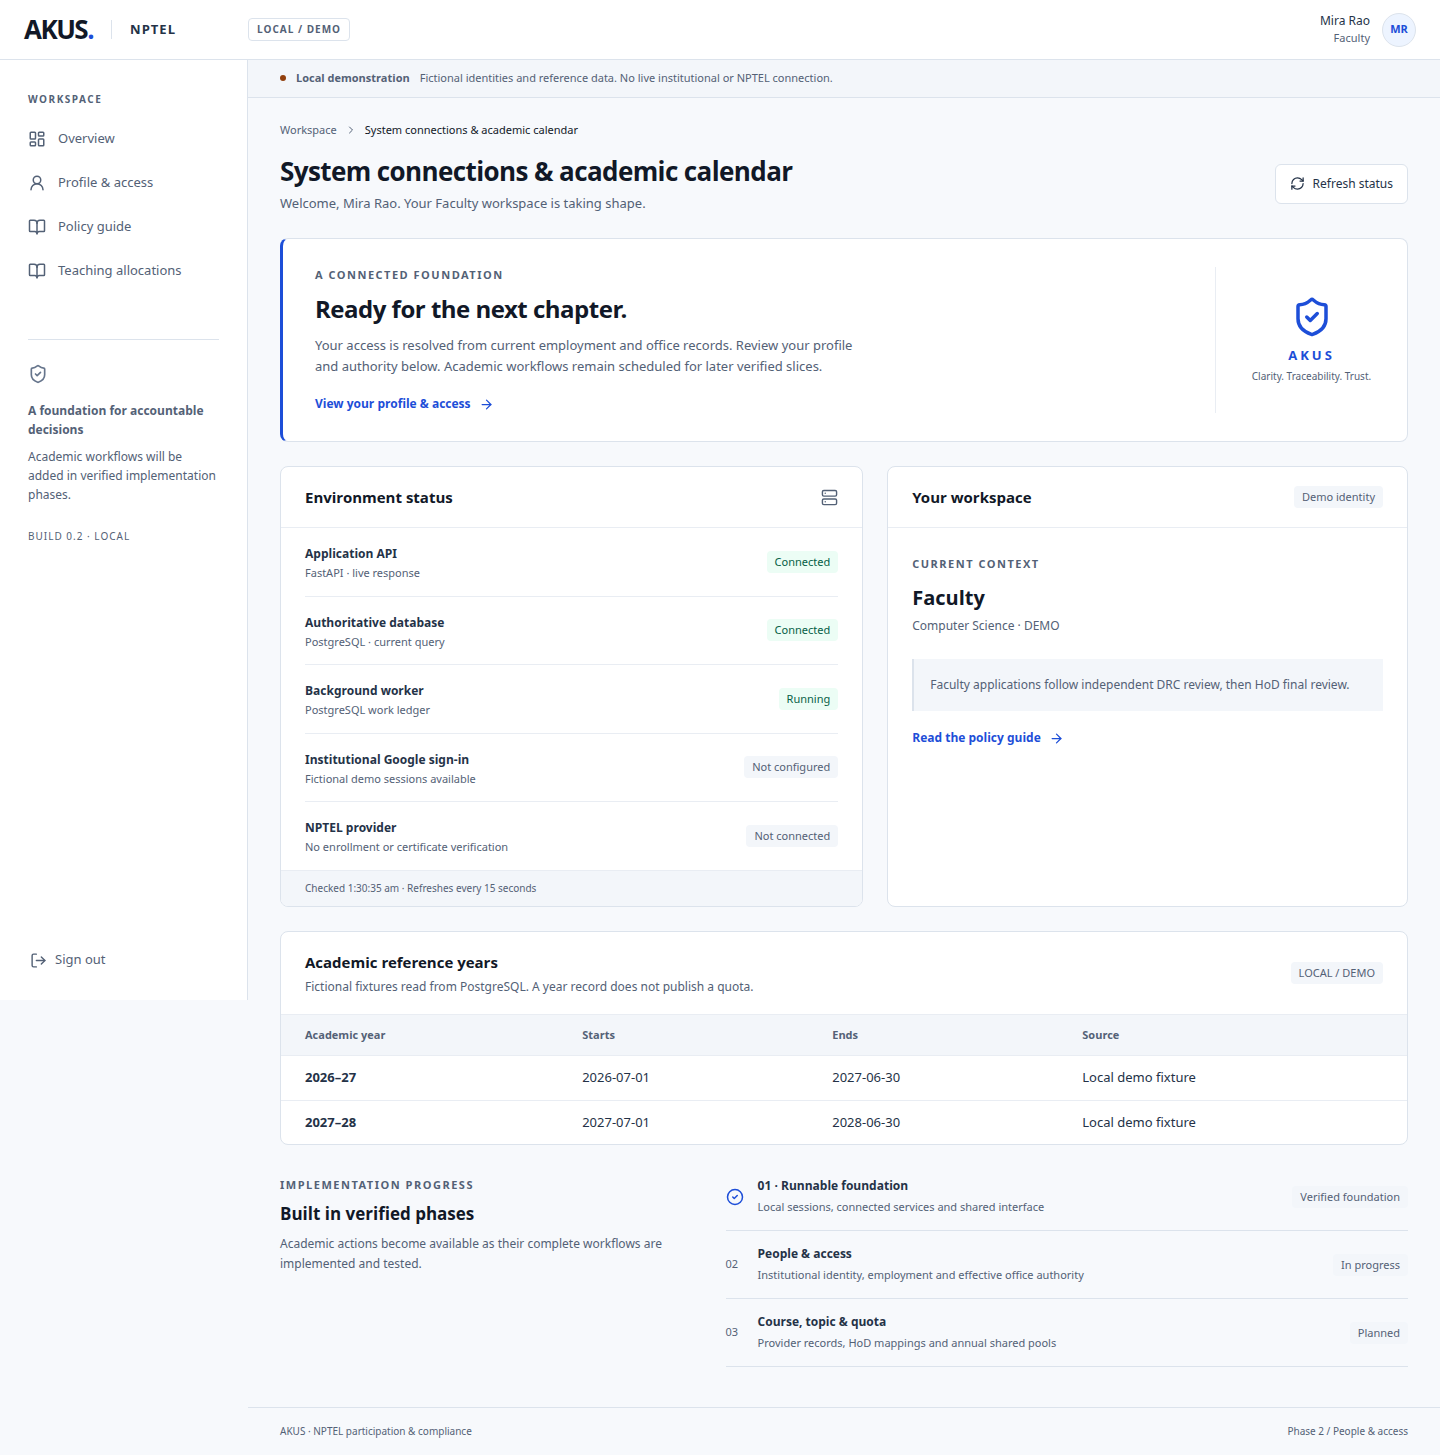 AKUS.
NPTEL
LOCAL / DEMO
Mira Rao
Faculty
MR
WORKSPACE
Overview
Profile & access
Policy guide
Teaching allocations
A foundation for accountable
decisions
Academic workflows will be
added in verified implementation
phases.
BUILD 0.2 · LOCAL
Sign out
Local demonstration Fictional identities and reference data. No live institutional or NPTEL connection.
Workspace > System connections & academic calendar
System connections & academic calendar
Welcome, Mira Rao. Your Faculty workspace is taking shape.
Refresh status
A CONNECTED FOUNDATION
Ready for the next chapter.
Your access is resolved from current employment and office records. Review your profile
and authority below. Academic workflows remain scheduled for later verified slices.
View your profile & access
AKUS
Clarity. Traceability. Trust.
Environment status
Application API
FastAPI · live response
Connected
Authoritative database
PostgreSQL · current query
Connected
Background worker
PostgreSQL work ledger
Running
Institutional Google sign-in
Fictional demo sessions available
Not configured
NPTEL provider
No enrollment or certificate verification
Not connected
Checked 1:30:35 am · Refreshes every 15 seconds
Your workspace
Demo identity
CURRENT CONTEXT
Faculty
Computer Science · DEMO
Faculty applications follow independent DRC review, then HoD final review.
Read the policy guide
Academic reference years
Fictional fixtures read from PostgreSQL. A year record does not publish a quota.
LOCAL / DEMO
Academic year Starts Ends Source
2026–27 2026-07-01 2027-06-30 Local demo fixture
2027–28 2027-07-01 2028-06-30 Local demo fixture
IMPLEMENTATION PROGRESS
Built in verified phases
Academic actions become available as their complete workflows are
implemented and tested.
01 · Runnable foundation
Local sessions, connected services and shared interface
Verified foundation
02
People & access
Institutional identity, employment and effective office authority
In progress
03
Course, topic & quota
Provider records, HoD mappings and annual shared pools
Planned
AKUS · NPTEL participation & compliance
Phase 2 / People & access